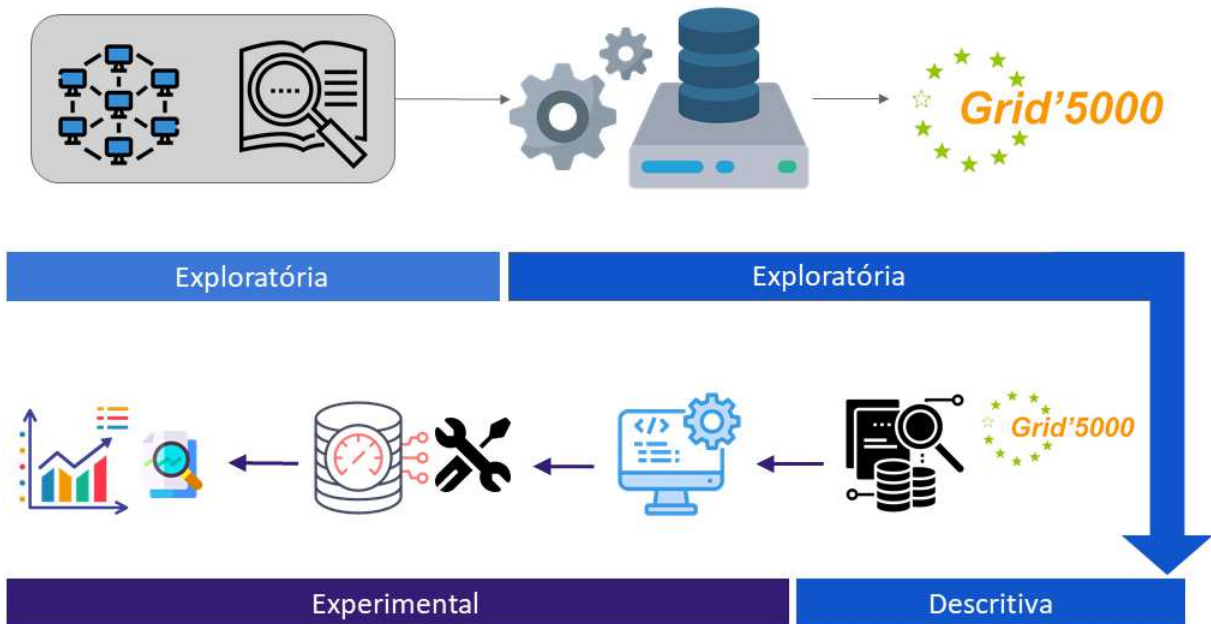 Grid'5000
Exploratória
Exploratória
</>
Grid'5000
Experimental
Descritiva